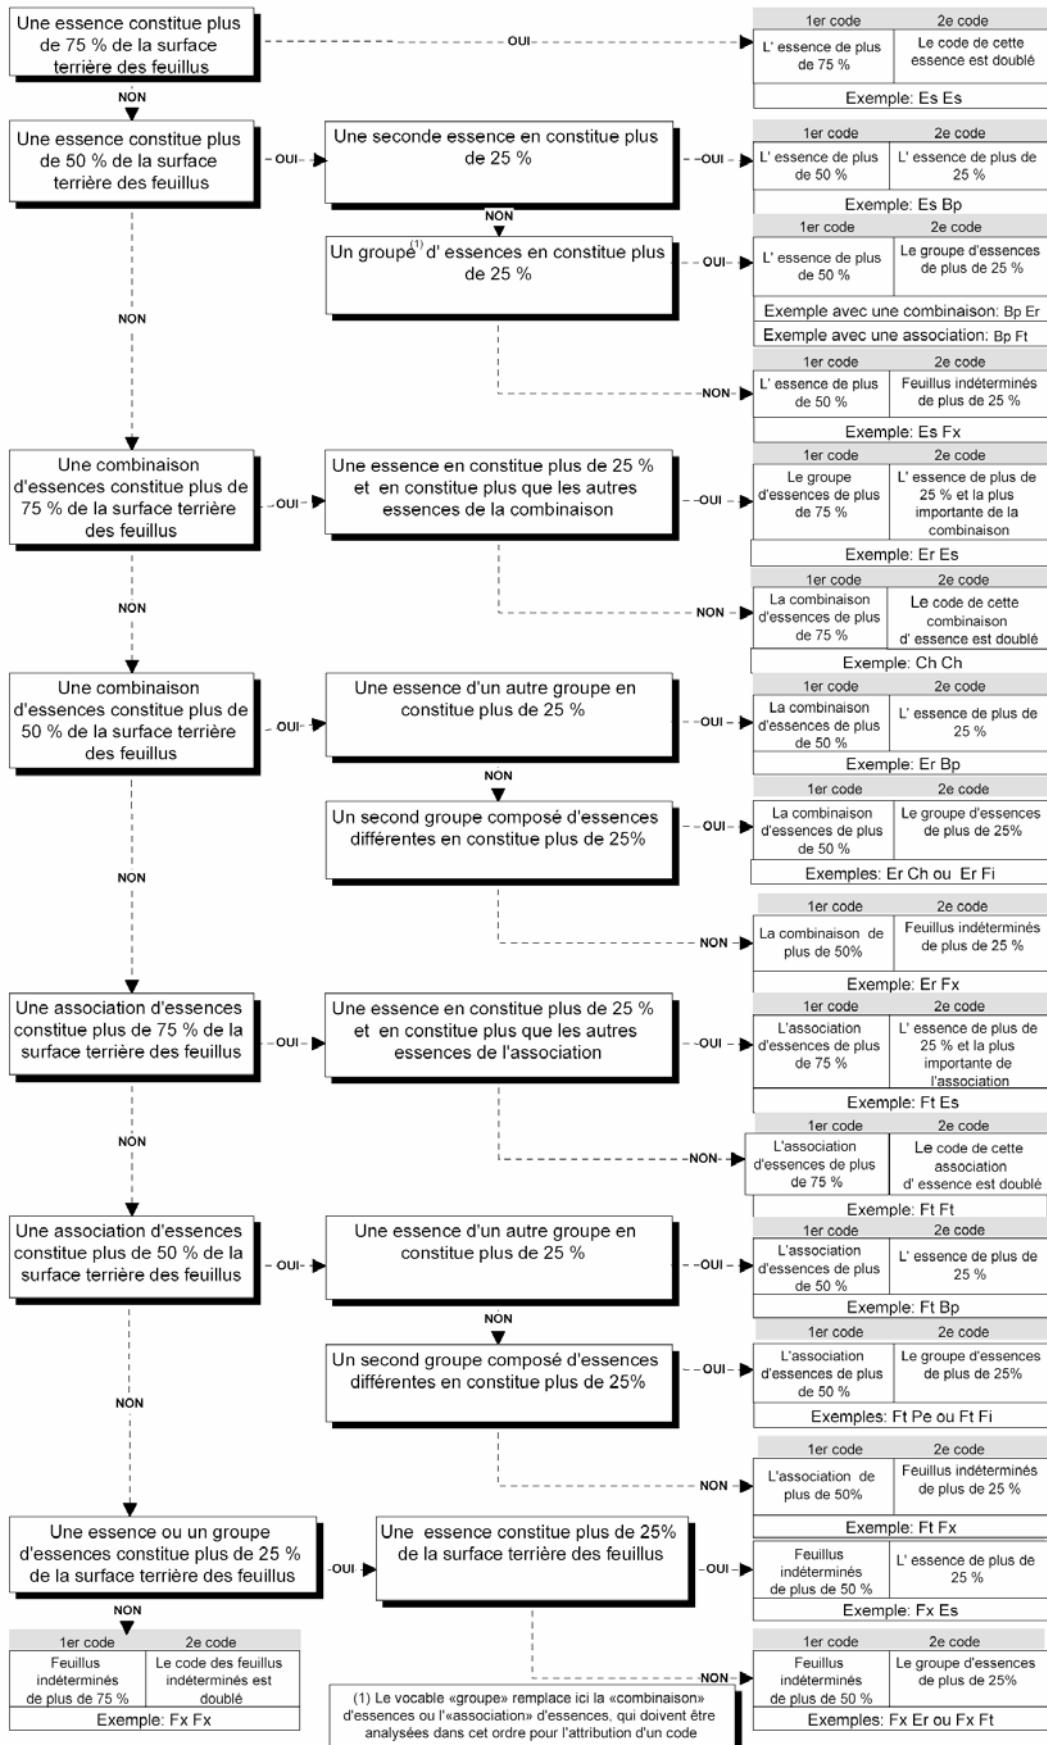 Une essence constitue plus
de 75 % de la surface
terrière des feuillus
OUI
1er code 2e code
L' essence de plus
de 75 %
Le code de cette
essence est doublé
Exemple: Es Es
NON
Une essence constitue plus
de 50 % de la surface
terrière des feuillus
OUI
Une seconde essence en constitue plus
de 25 %
OUI
1er code 2e code
L' essence de plus
de 50 %
L' essence de plus de
25 %
Exemple: Es Bp
NON
Un groupe(1) d' essences en constitue plus
de 25 %
OUI
1er code 2e code
L' essence de plus
de 50 %
Le groupe d'essences
de plus de 25 %
Exemple avec une combinaison: Bp Er
Exemple avec une association: Bp Ft
NON
NON
1er code 2e code
L' essence de plus
de 50 %
Feuillus indéterminés
de plus de 25 %
Exemple: Es Fx
Une combinaison
d'essences constitue plus de
75 % de la surface terrière
des feuillus
OUI
Une essence en constitue plus de 25 %
et en constitue plus que les autres
essences de la combinaison
OUI
1er code 2e code
Le groupe
d'essences de plus
de 75 %
L' essence de plus de
25 % et la plus
importante de la
combinaison
Exemple: Er Es
NON
NON
1er code 2e code
La combinaison
d'essences de plus
de 75 %
Le code de cette
combinaison
d' essence est doublé
Exemple: Ch Ch
Une combinaison
d'essences constitue plus de
50 % de la surface terrière
des feuillus
OUI
Une essence d'un autre groupe en
constitue plus de 25 %
OUI
1er code 2e code
La combinaison
d'essences de plus
de 50 %
L' essence de plus de
25 %
Exemple: Er Bp
NON
Un second groupe composé d'essences
différentes en constitue plus de 25%
OUI
1er code 2e code
La combinaison
d'essences de plus
de 50 %
Le groupe d'essences
de plus de 25%
Exemples: Er Ch ou Er Fi
NON
NON
1er code 2e code
La combinaison de
plus de 50%
Feuillus indéterminés
de plus de 25 %
Exemple: Er Fx
Une association d'essences
constitue plus de 75 % de la
surface terrière des feuillus
OUI
Une essence en constitue plus de 25 %
et en constitue plus que les autres
essences de l'association
OUI
1er code 2e code
L'association
d'essences de plus
de 75 %
L' essence de plus de
25 % et la plus
importante de
l'association
Exemple: Ft Es
NON
NON
1er code 2e code
L'association
d'essences de plus
de 75 %
Le code de cette
association
d' essence est doublé
Exemple: Ft Ft
Une association d'essences
constitue plus de 50 % de la
surface terrière des feuillus
OUI
Une essence d'un autre groupe en
constitue plus de 25 %
OUI
1er code 2e code
L'association
d'essences de plus
de 50 %
L' essence de plus de
25 %
Exemple: Ft Bp
NON
Un second groupe composé d'essences
différentes en constitue plus de 25%
OUI
1er code 2e code
L'association
d'essences de plus
de 50 %
Le groupe d'essences
de plus de 25%
Exemples: Ft Pe ou Ft Fi
NON
NON
1er code 2e code
L'association de
plus de 50%
Feuillus indéterminés
de plus de 25 %
Exemple: Ft Fx
Une essence ou un groupe
d'essences constitue plus de 25 %
de la surface terrière des feuillus
OUI
Une essence constitue plus de 25%
de la surface terrière des feuillus
OUI
Feuillus
indéterminés
de plus de 50 %
L' essence de plus de
25 %
Exemple: Fx Es
NON
1er code 2e code
Feuillus
indéterminés
de plus de 75 %
Le code des feuillus
indéterminés est
doublé
Exemple: Fx Fx
NON
1er code 2e code
Feuillus
indéterminés
de plus de 50 %
Le groupe d'essences
de plus de 25%
Exemples: Fx Er ou Fx Ft
(1) Le vocable «groupe» remplace ici la «combinaison»
d'essences ou l'«association» d'essences, qui doivent être
analysées dans cet ordre pour l'attribution d'un code